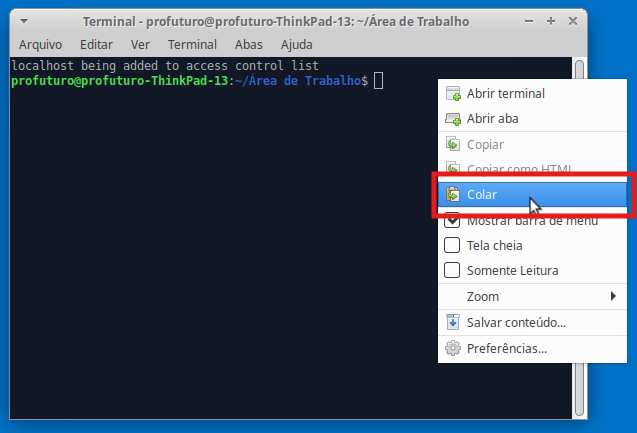 Terminal - profuturo@profuturo-ThinkPad-13: ~/Área de Trabalho
Arquivo Editar Ver Terminal Abas Ajuda
localhost being added to access control list
profuturo@profuturo-ThinkPad-13:~/Área de Trabalho$
Abrir terminal
Abrir aba
Copiar
Copiar como HTML
Colar
Mostrar barra de menu
Tela cheia
Somente Leitura
Zoom
Salvar conteúdo...
Preferências...